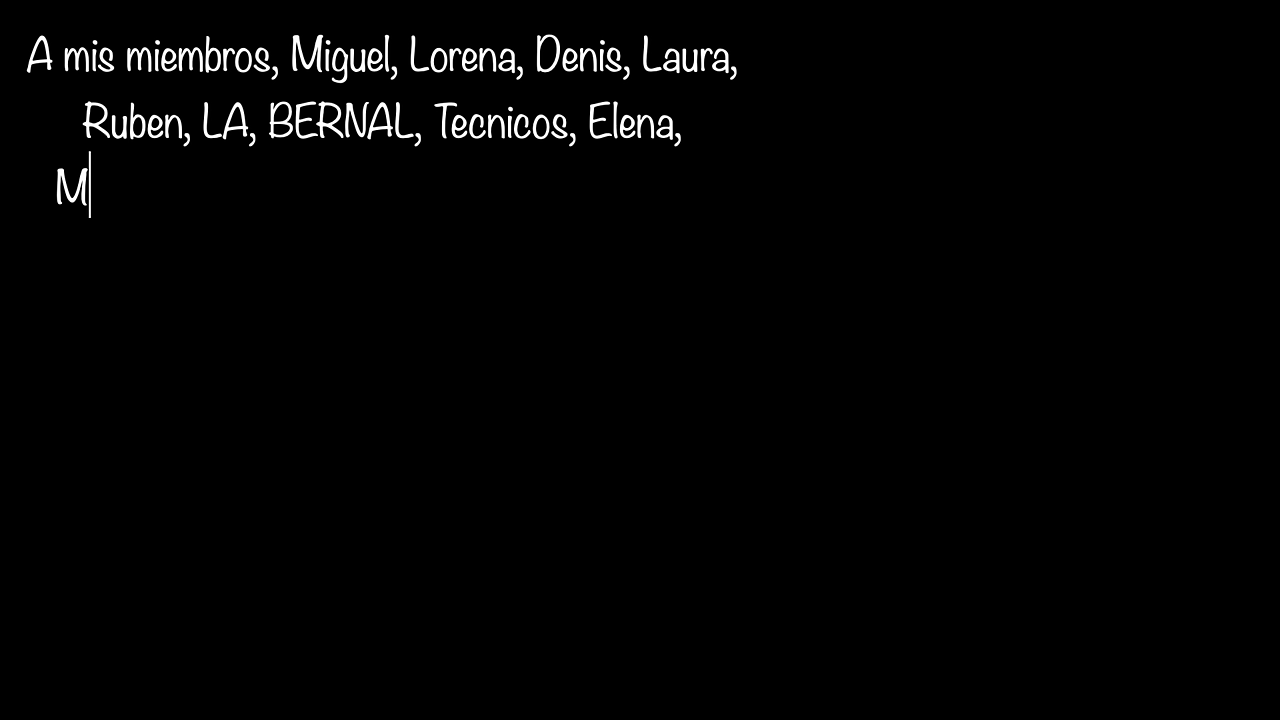 A mis miembros, Miguel, Lorena, Denis, Laura,
Ruben, LA, BERNAL, Tecnicos, Elena,
M